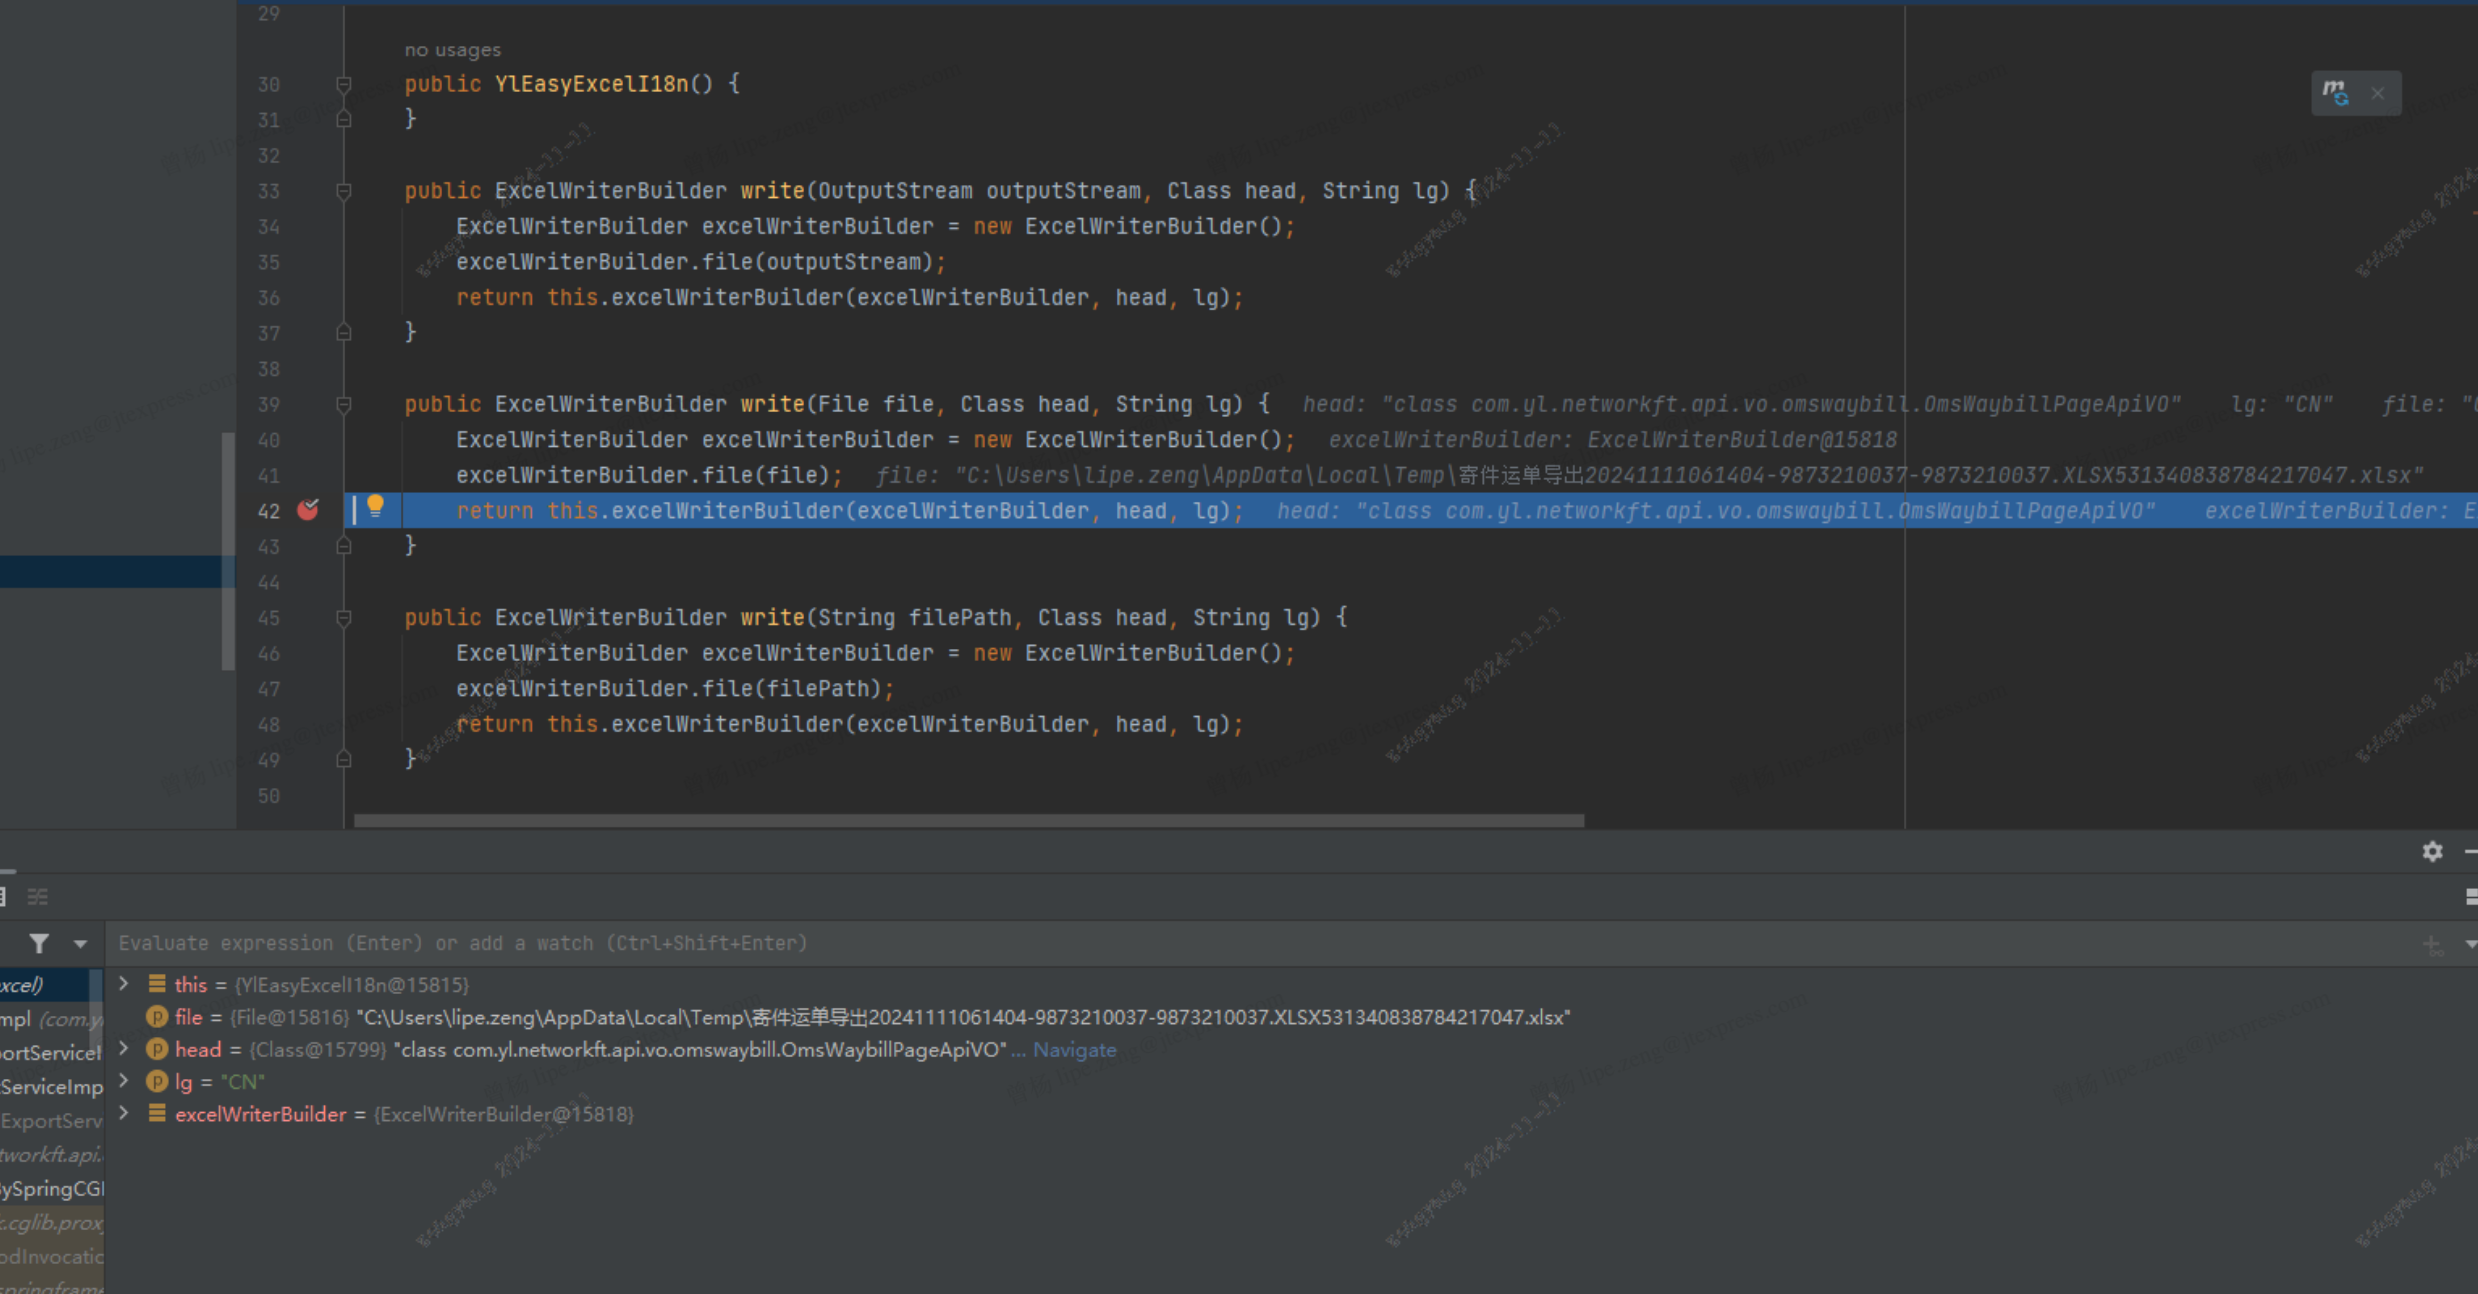 29
no usages
30 public YlEasyExcelI18n() {
31 }
32
33 public ExcelWriterBuilder write(OutputStream outputStream, Class head, String lg) {
34 ExcelWriterBuilder excelWriterBuilder = new ExcelWriterBuilder();
35 excelWriterBuilder.file(outputStream);
36 return this.excelWriterBuilder(excelWriterBuilder, head, lg);
37 }
38
39 public ExcelWriterBuilder write(File file, Class head, String lg) { head: "class com.yl.networkft.api.vo.omswaybill.OmsWaybillPageApiVO" lg: "CN" file: "
40 ExcelWriterBuilder excelWriterBuilder = new ExcelWriterBuilder(); excelWriterBuilder: ExcelWriterBuilder@15818
41 excelWriterBuilder.file(file); file: "C:\Users\lipe.zeng\AppData\Local\Temp\寄件运单导出20241111061404-9873210037-9873210037.XLSX531340838784217047.xlsx"
42 return this.excelWriterBuilder(excelWriterBuilder, head, lg); head: "class com.yl.networkft.api.vo.omswaybill.OmsWaybillPageApiVO" excelWriterBuilder: E
43 }
44
45 public ExcelWriterBuilder write(String filePath, Class head, String lg) {
46 ExcelWriterBuilder excelWriterBuilder = new ExcelWriterBuilder();
47 excelWriterBuilder.file(filePath);
48 return this.excelWriterBuilder(excelWriterBuilder, head, lg);
49 }
50
Evaluate expression (Enter) or add a watch (Ctrl+Shift+Enter)
xcel) this = {YlEasyExcelI18n@15815}
mpl (com.y file = {File@15816} "C:\Users\lipe.zeng\AppData\Local\Temp\寄件运单导出20241111061404-9873210037-9873210037.XLSX531340838784217047.xlsx"
ortServiceI head = {Class@15799} "class com.yl.networkft.api.vo.omswaybill.OmsWaybillPageApiVO" ... Navigate
ServiceImp lg = "CN"
ExportServ excelWriterBuilder = {ExcelWriterBuilder@15818}
tworkft.api.
ySpringCGI
.cglib.prox
odInvocatio
springframe